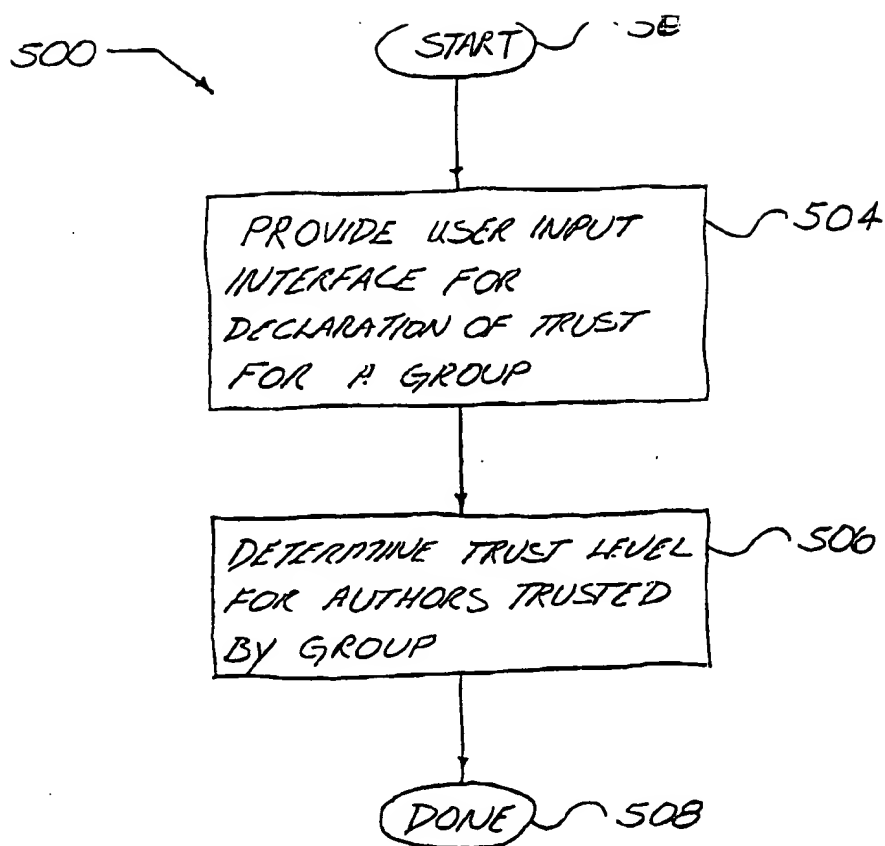 500
START
PROVIDE USER INPUT
INTERFACE FOR
DECLARATION OF TRUST
FOR A GROUP
504
DETERMINE TRUST LEVEL
FOR AUTHORS TRUSTED
BY GROUP
506
DONE
508